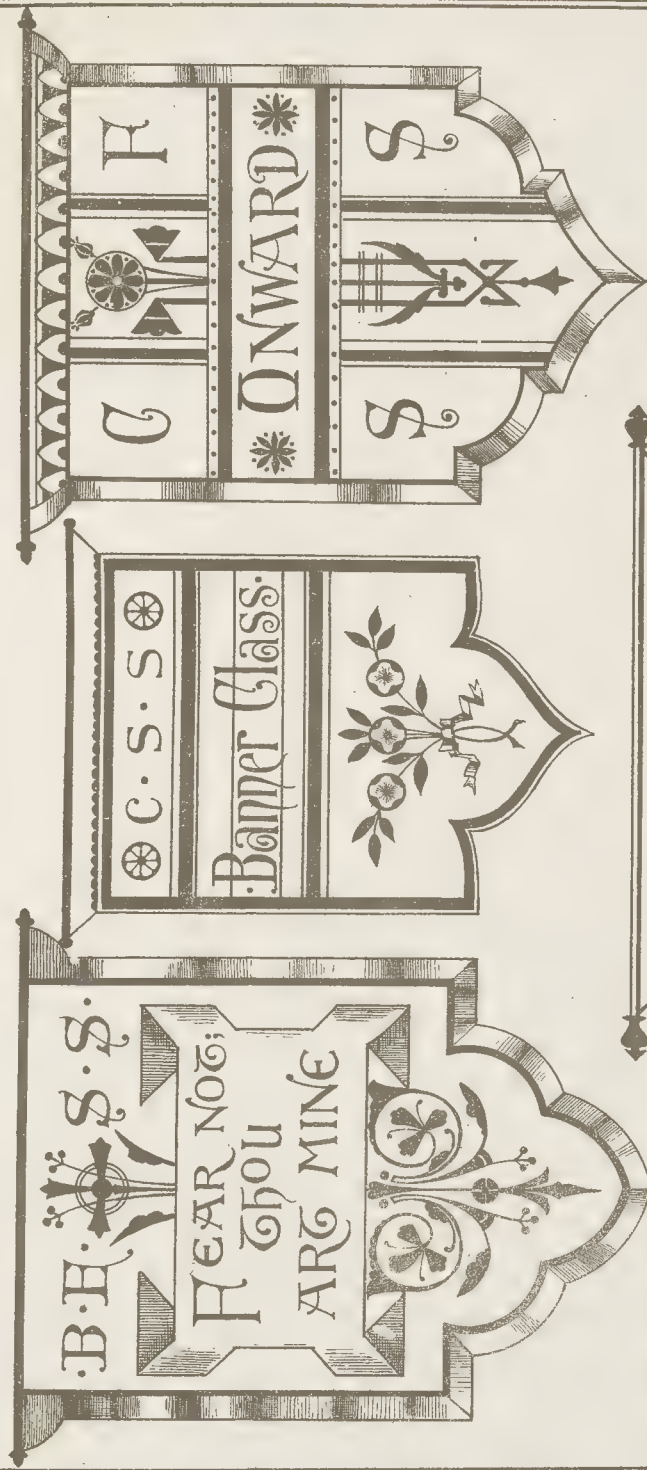 ·B·H· S·S·
FEAR NOT;
Thou
ART MINE
C·S·S
·Banner Class·
C F
ONWARD
S S